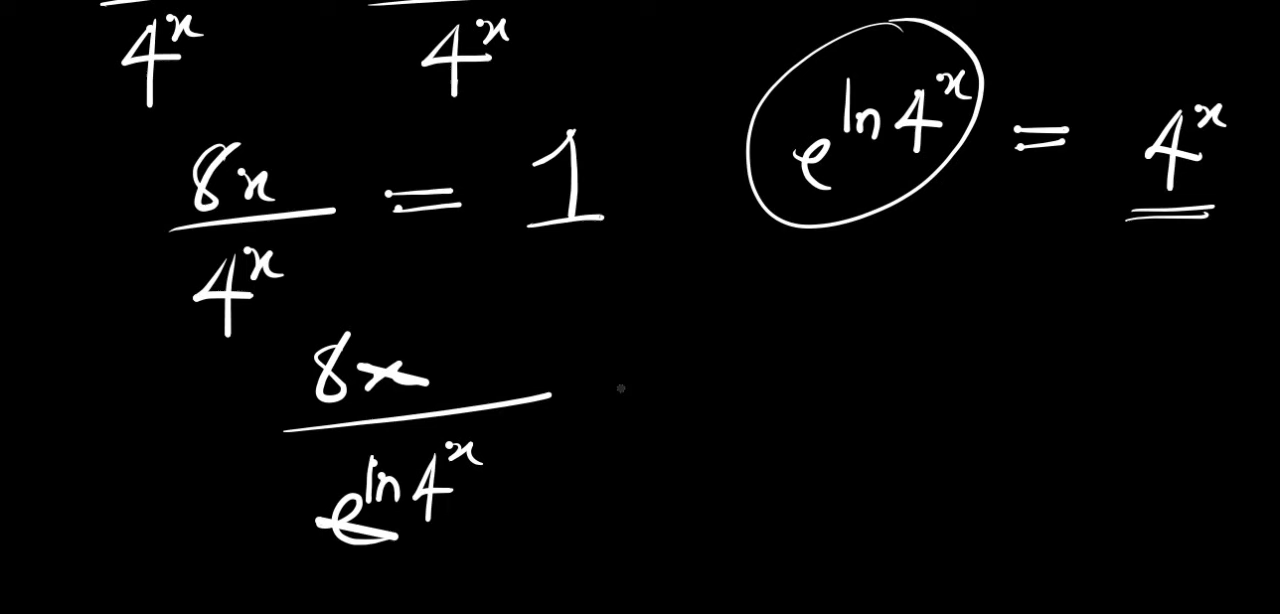 4^x 4^x
8x/4^x = 1
e^ln 4^x = 4^x
8x/e^ln 4^x